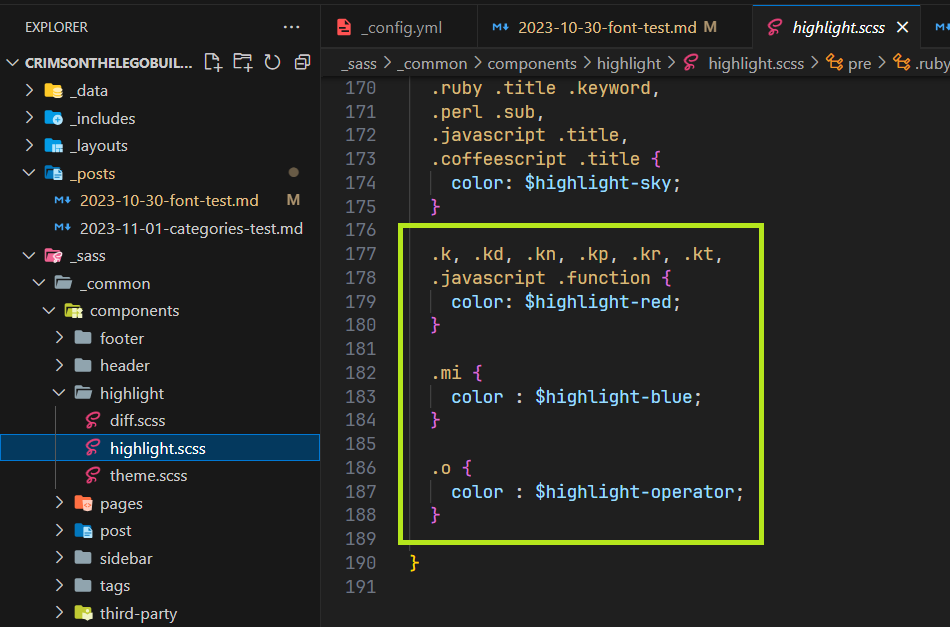 EXPLORER ...
CRIMSONTHELEGOBUIL...
_data
_includes
_layouts
_posts
2023-10-30-font-test.md M
2023-11-01-categories-test.md
_sass
_common
components
footer
header
highlight
diff.scss
highlight.scss
theme.scss
pages
post
sidebar
tags
third-party
_config.yml
2023-10-30-font-test.md M
highlight.scss
_sass > _common > components > highlight > highlight.scss > pre > .ruby
170 .ruby .title .keyword,
171 .perl .sub,
172 .javascript .title,
173 .coffeescript .title {
174 color: $highlight-sky;
175 }
176
177 .k, .kd, .kn, .kp, .kr, .kt,
178 .javascript .function {
179 color: $highlight-red;
180 }
181
182 .mi {
183 color : $highlight-blue;
184 }
185
186 .o {
187 color : $highlight-operator;
188 }
189
190 }
191